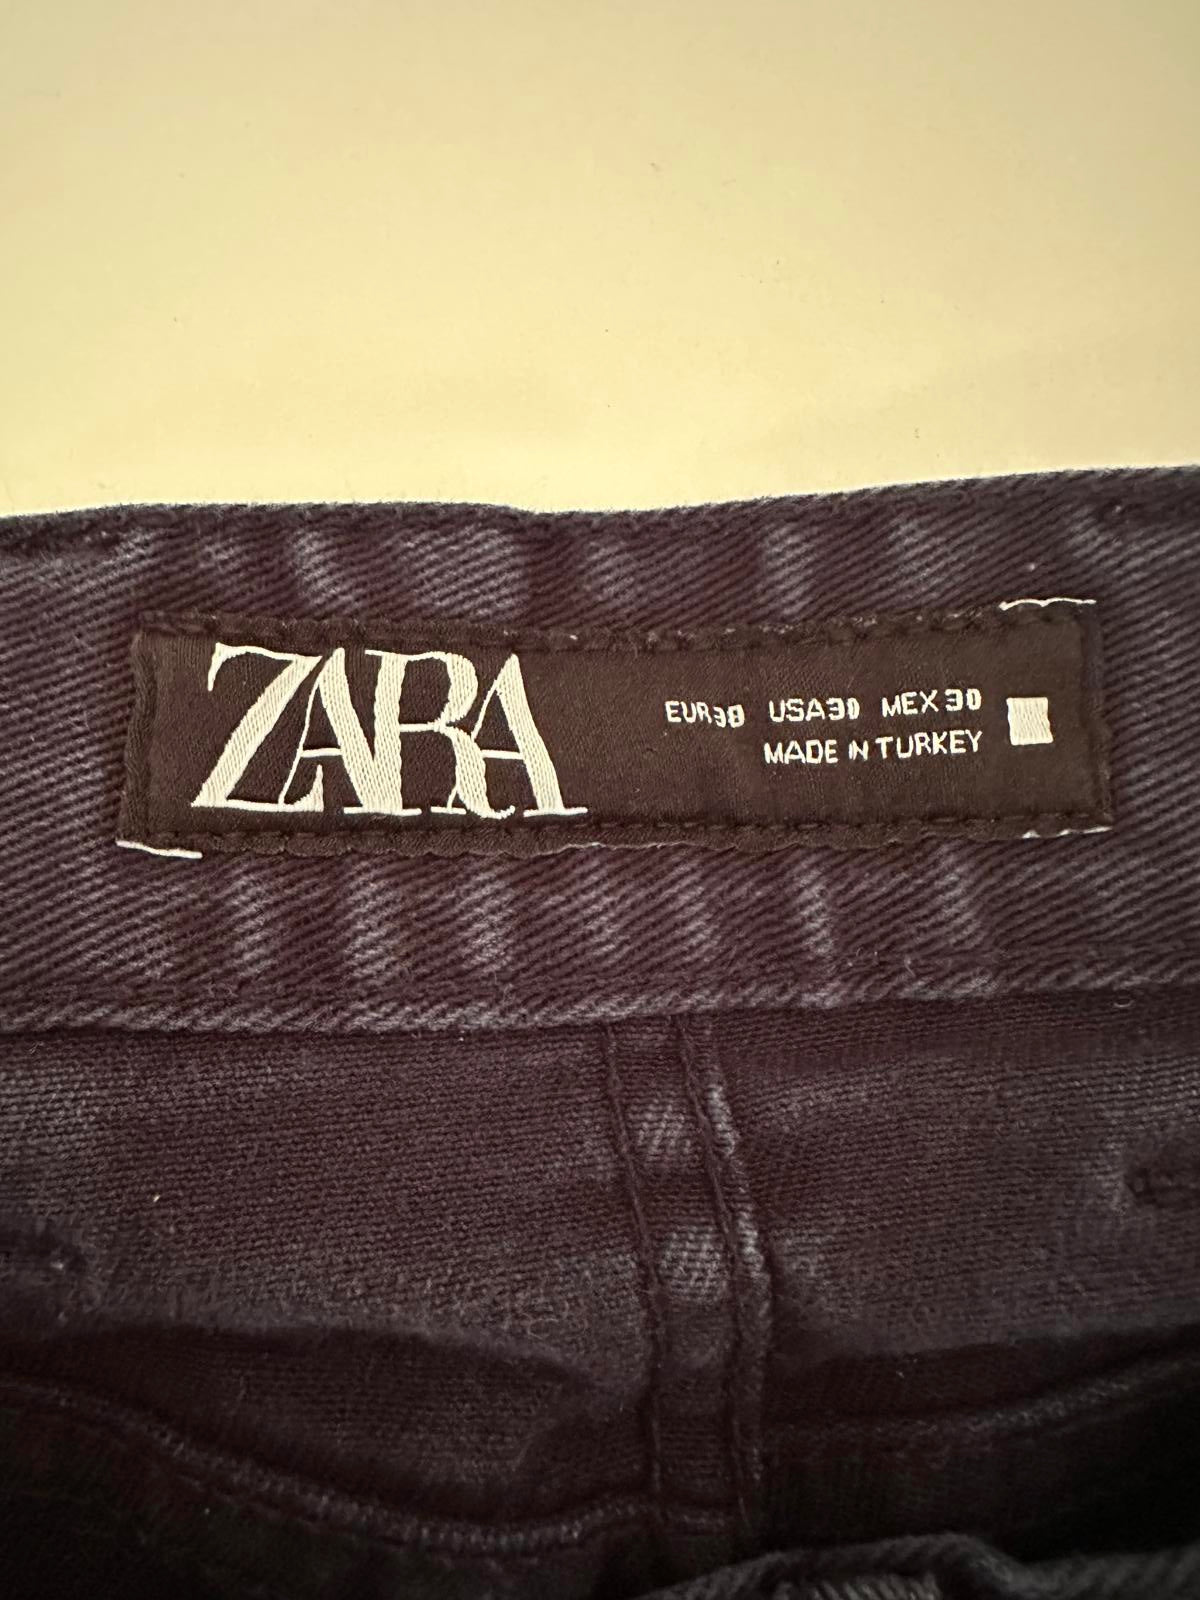 ZARA
EUR 38 USA 30 MEX 30
MADE IN TURKEY